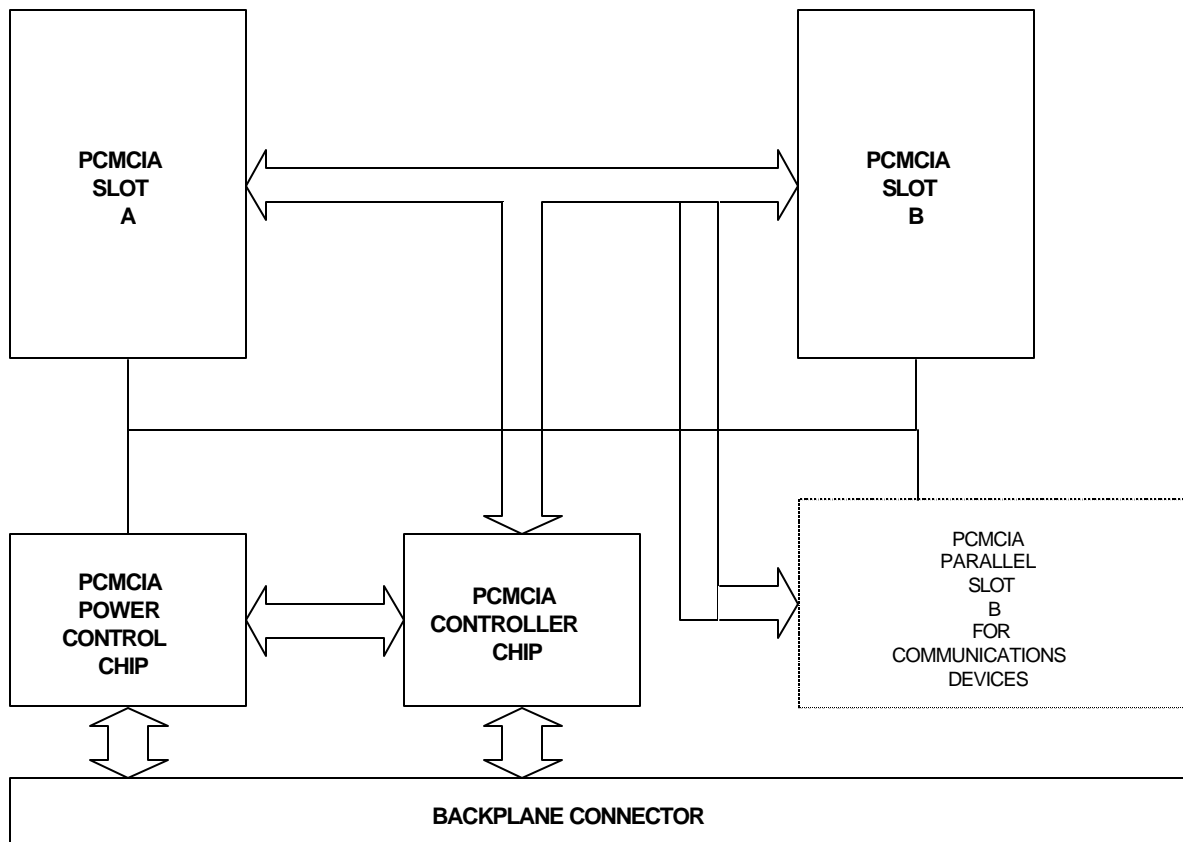 PCMCIA
SLOT
A
PCMCIA
SLOT
B
PCMCIA
POWER
CONTROL
CHIP
PCMCIA
CONTROLLER
CHIP
PCMCIA
PARALLEL
SLOT
B
FOR
COMMUNICATIONS
DEVICES
BACKPLANE CONNECTOR